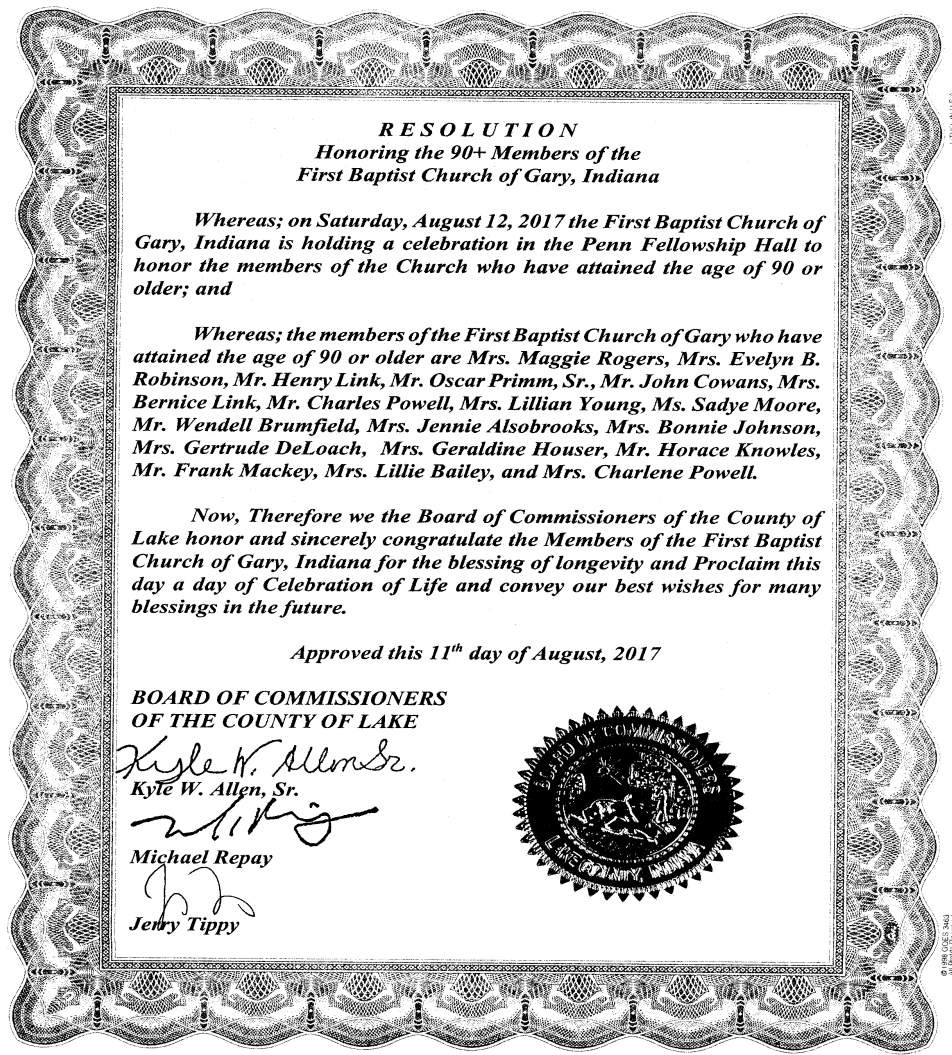 RESOLUTION
Honoring the 90+ Members of the
First Baptist Church of Gary, Indiana
Whereas; on Saturday, August 12, 2017 the First Baptist Church of
Gary, Indiana is holding a celebration in the Penn Fellowship Hall to
honor the members of the Church who have attained the age of 90 or
older; and
Whereas; the members of the First Baptist Church of Gary who have
attained the age of 90 or older are Mrs. Maggie Rogers, Mrs. Evelyn B.
Robinson, Mr. Henry Link, Mr. Oscar Primm, Sr., Mr. John Cowans, Mrs.
Bernice Link, Mr. Charles Powell, Mrs. Lillian Young, Ms. Sadye Moore,
Mr. Wendell Brumfield, Mrs. Jennie Alsobrooks, Mrs. Bonnie Johnson,
Mrs. Gertrude DeLoach, Mrs. Geraldine Houser, Mr. Horace Knowles,
Mr. Frank Mackey, Mrs. Lillie Bailey, and Mrs. Charlene Powell.
Now, Therefore we the Board of Commissioners of the County of
Lake honor and sincerely congratulate the Members of the First Baptist
Church of Gary, Indiana for the blessing of longevity and Proclaim this
day a day of Celebration of Life and convey our best wishes for many
blessings in the future.
Approved this 11th day of August, 2017
BOARD OF COMMISSIONERS
OF THE COUNTY OF LAKE
Kyle W. Allen Sr.
Kyle W. Allen, Sr.
Michael Repay
Jerry Tippy
BOARD OF COMMISSIONERS
LAKE COUNTY, INDIANA